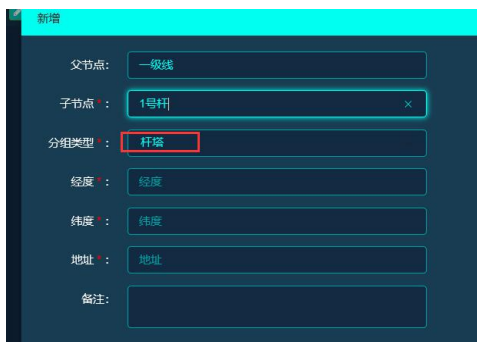 新增
父节点: 一级线
子节点*: 1号杆 ×
分组类型*: 杆塔
经度*: 经度
纬度*: 纬度
地址*: 地址
备注: